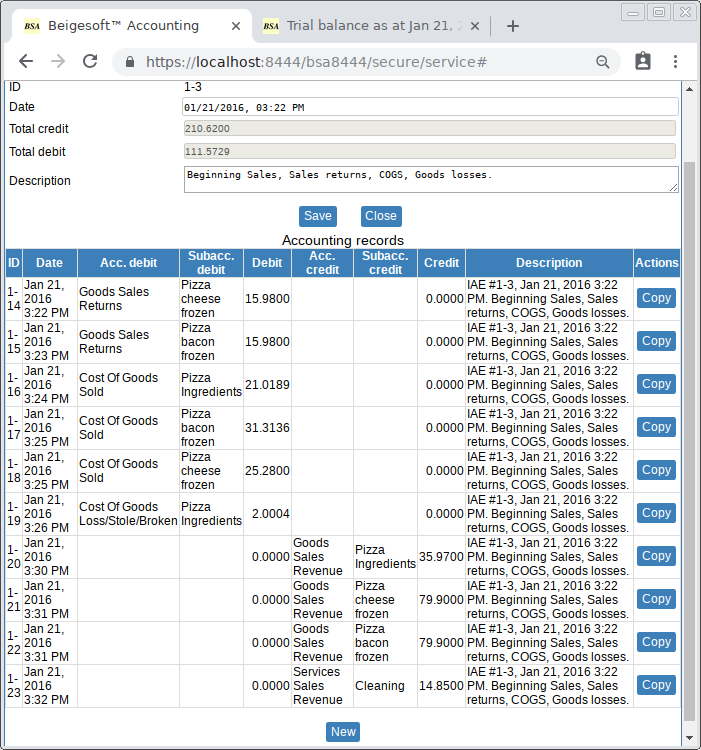 BSA Beigesoft™ Accounting
BSA Trial balance as at Jan 21,
https://localhost:8444/bsa8444/secure/service#
ID 1-3
Date 01/21/2016, 03:22 PM
Total credit 210.6200
Total debit 111.5729
Description Beginning Sales, Sales returns, COGS, Goods losses.
Save Close
Accounting records
ID Date Acc. debit Subacc. debit Debit Acc. credit Subacc. credit Credit Description Actions
1-14 Jan 21, 2016 3:22 PM Goods Sales Returns Pizza cheese frozen 15.9800 0.0000 IAE #1-3, Jan 21, 2016 3:22 PM. Beginning Sales, Sales returns, COGS, Goods losses. Copy
1-15 Jan 21, 2016 3:23 PM Goods Sales Returns Pizza bacon frozen 15.9800 0.0000 IAE #1-3, Jan 21, 2016 3:22 PM. Beginning Sales, Sales returns, COGS, Goods losses. Copy
1-16 Jan 21, 2016 3:24 PM Cost Of Goods Sold Pizza Ingredients 21.0189 0.0000 IAE #1-3, Jan 21, 2016 3:22 PM. Beginning Sales, Sales returns, COGS, Goods losses. Copy
1-17 Jan 21, 2016 3:25 PM Cost Of Goods Sold Pizza bacon frozen 31.3136 0.0000 IAE #1-3, Jan 21, 2016 3:22 PM. Beginning Sales, Sales returns, COGS, Goods losses. Copy
1-18 Jan 21, 2016 3:25 PM Cost Of Goods Sold Pizza cheese frozen 25.2800 0.0000 IAE #1-3, Jan 21, 2016 3:22 PM. Beginning Sales, Sales returns, COGS, Goods losses. Copy
1-19 Jan 21, 2016 3:26 PM Cost Of Goods Loss/Stole/Broken Pizza Ingredients 2.0004 0.0000 IAE #1-3, Jan 21, 2016 3:22 PM. Beginning Sales, Sales returns, COGS, Goods losses. Copy
1-20 Jan 21, 2016 3:30 PM 0.0000 Goods Sales Revenue Pizza Ingredients 35.9700 IAE #1-3, Jan 21, 2016 3:22 PM. Beginning Sales, Sales returns, COGS, Goods losses. Copy
1-21 Jan 21, 2016 3:31 PM 0.0000 Goods Sales Revenue Pizza cheese frozen 79.9000 IAE #1-3, Jan 21, 2016 3:22 PM. Beginning Sales, Sales returns, COGS, Goods losses. Copy
1-22 Jan 21, 2016 3:31 PM 0.0000 Goods Sales Revenue Pizza bacon frozen 79.9000 IAE #1-3, Jan 21, 2016 3:22 PM. Beginning Sales, Sales returns, COGS, Goods losses. Copy
1-23 Jan 21, 2016 3:32 PM 0.0000 Services Sales Revenue Cleaning 14.8500 IAE #1-3, Jan 21, 2016 3:22 PM. Beginning Sales, Sales returns, COGS, Goods losses. Copy
New